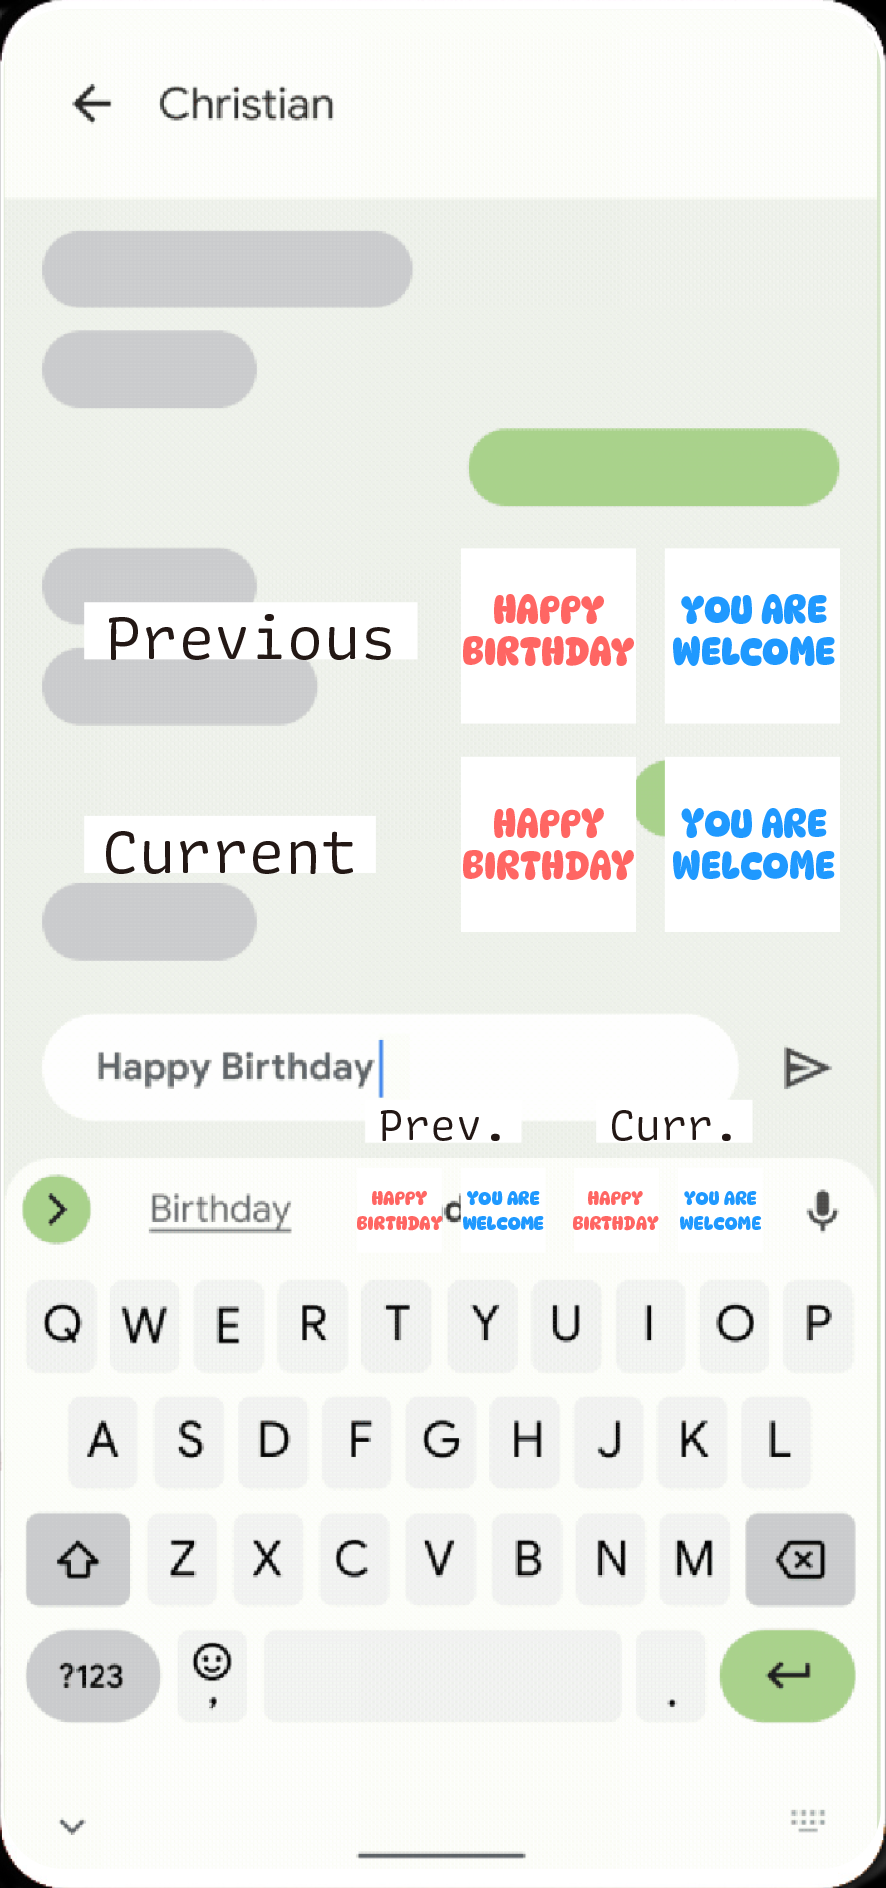 Christian
HAPPY
BIRTHDAY
YOU ARE
WELCOME
Previous
HAPPY
BIRTHDAY
YOU ARE
WELCOME
Current
Happy Birthday
Prev. Curr.
Birthday
HAPPY
BIRTHDAY
d
YOU ARE
WELCOME
HAPPY
BIRTHDAY
YOU ARE
WELCOME
Q W E R T Y U I O P
A S D F G H J K L
Z X C V B N M
?123 , .